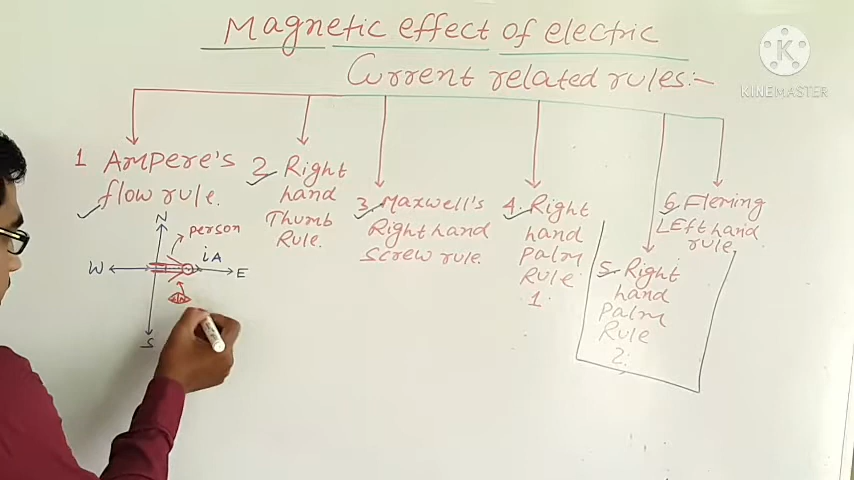 Magnetic effect of electric
Current related rules:-
K
KINEMASTER
1 Ampere's
flow rule.
2 Right
hand
Thumb
Rule.
3. Maxwell's
Right hand
Screw rule.
4. Right
hand
Palm
Rule
1.
5. Right
hand
Palm
Rule
2.
6. Fleming
LEft hand
rule.
N
person
iA
W
E
S